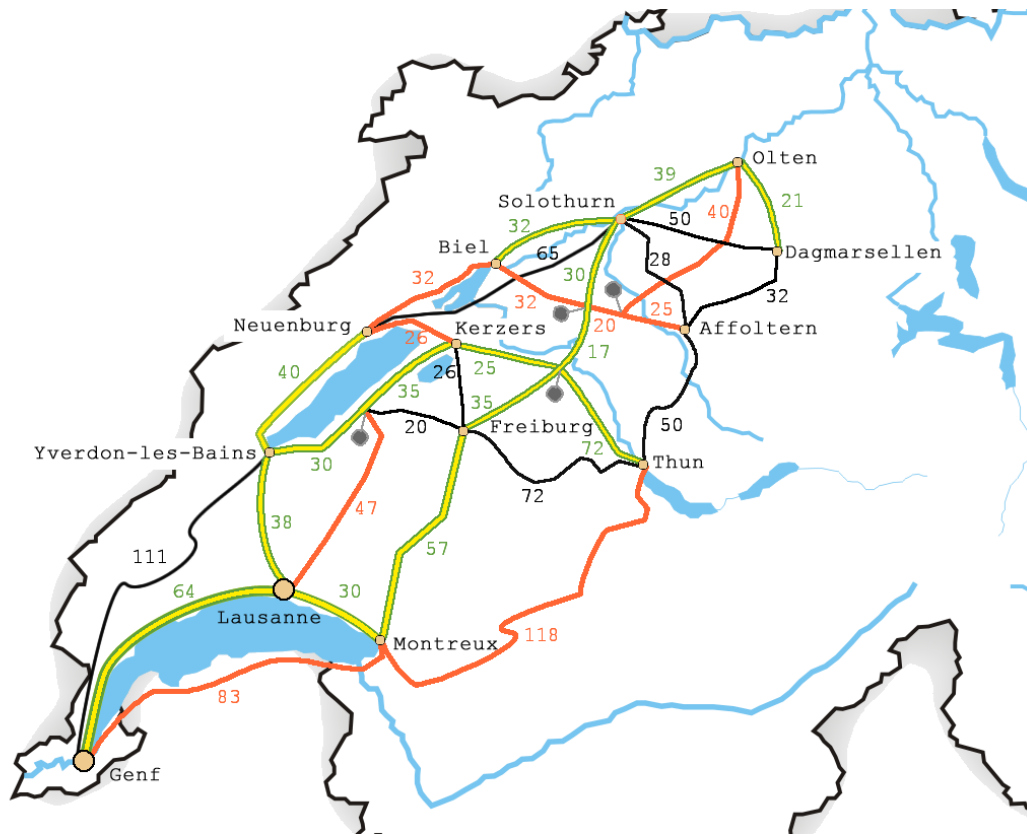 Olten
39
Solothurn
21
40
50
32
Biel
65
28
Dagmarsellen
30
32
32
32
25
Neuenburg
26
Kerzers
20
Affoltern
17
40
26
25
35
35
20
Freiburg
50
Yverdon-les-Bains
30
72
Thun
72
47
38
57
111
64
30
Lausanne
Montreux
118
83
Genf